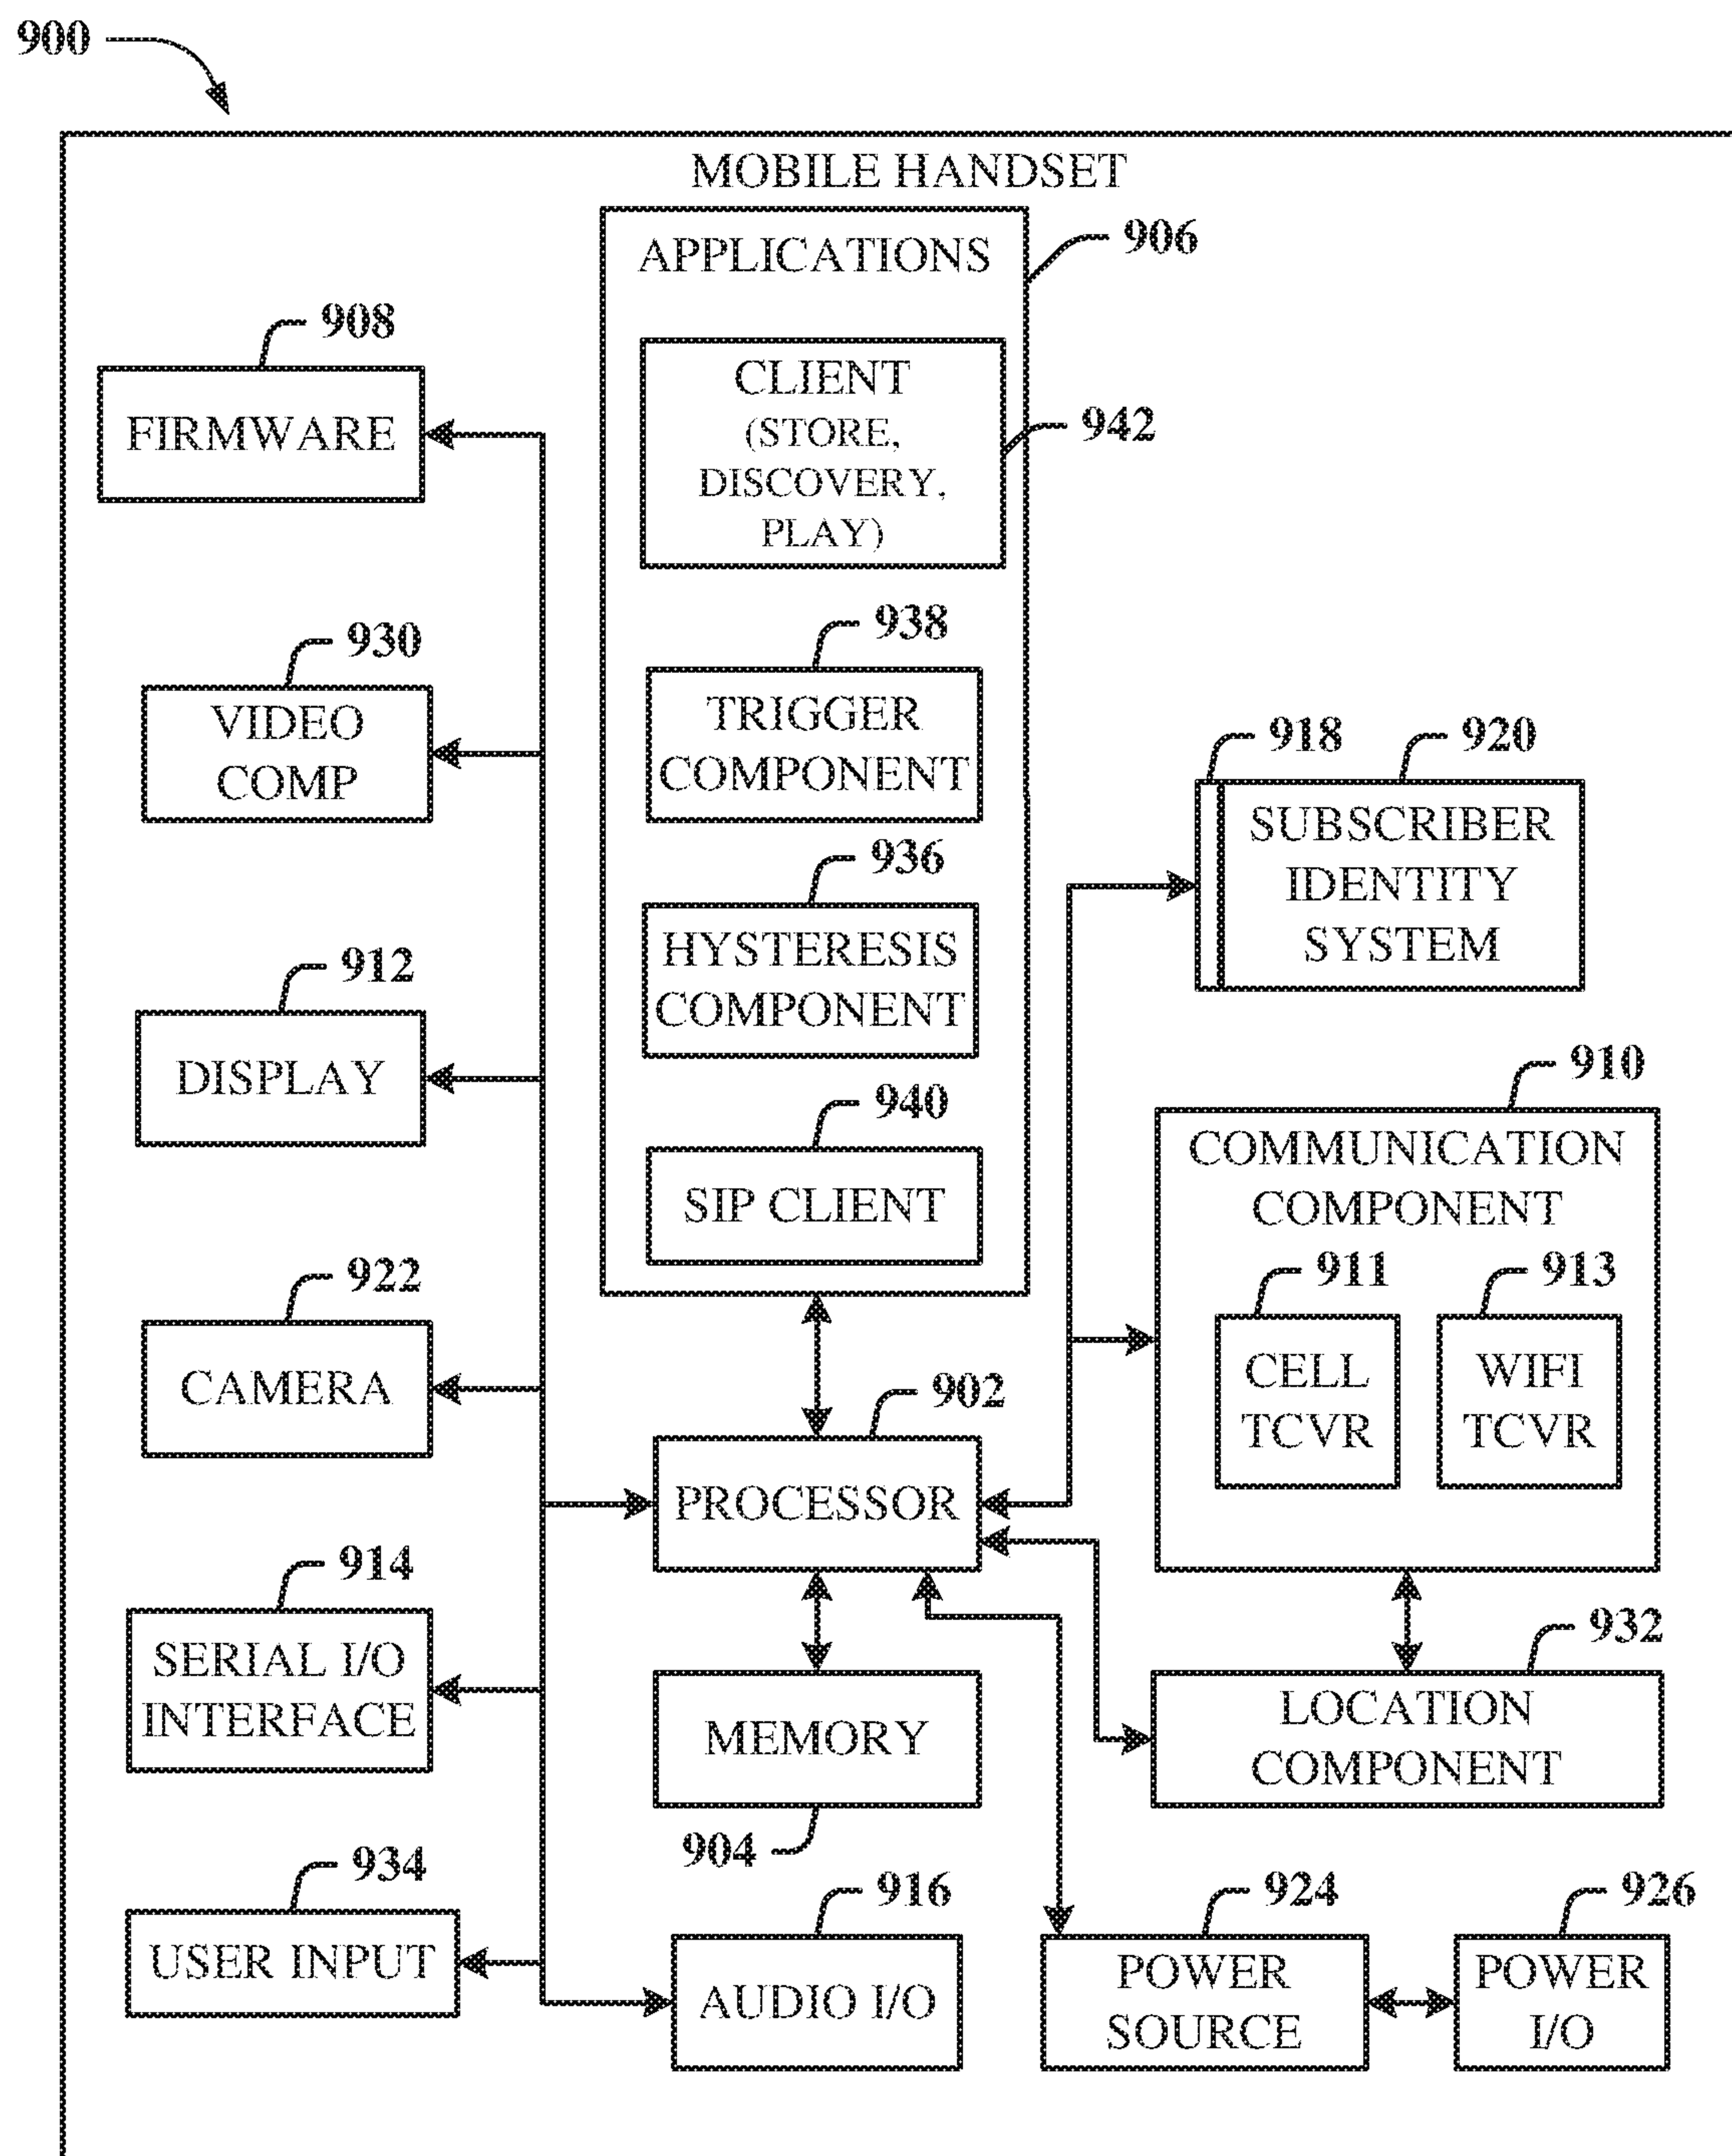 900
MOBILE HANDSET
APPLICATIONS
906
CLIENT
(STORE,
DISCOVERY,
PLAY)
942
938
TRIGGER
COMPONENT
936
HYSTERESIS
COMPONENT
940
SIP CLIENT
908
FIRMWARE
930
VIDEO
COMP
912
DISPLAY
922
CAMERA
914
SERIAL I/O
INTERFACE
934
USER INPUT
902
PROCESSOR
MEMORY
904
916
AUDIO I/O
918
920
SUBSCRIBER
IDENTITY
SYSTEM
910
COMMUNICATION
COMPONENT
911
CELL
TCVR
913
WIFI
TCVR
932
LOCATION
COMPONENT
924
POWER
SOURCE
926
POWER
I/O